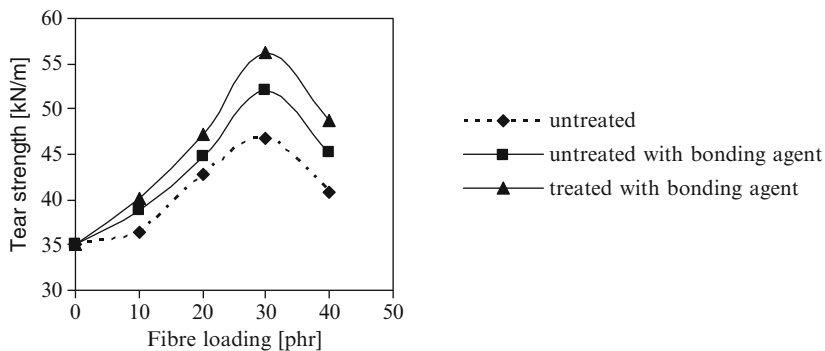 60
55
50
45
40
35
30
Tear strength [kN/m]
0 10 20 30 40 50
Fibre loading [phr]
untreated
untreated with bonding agent
treated with bonding agent